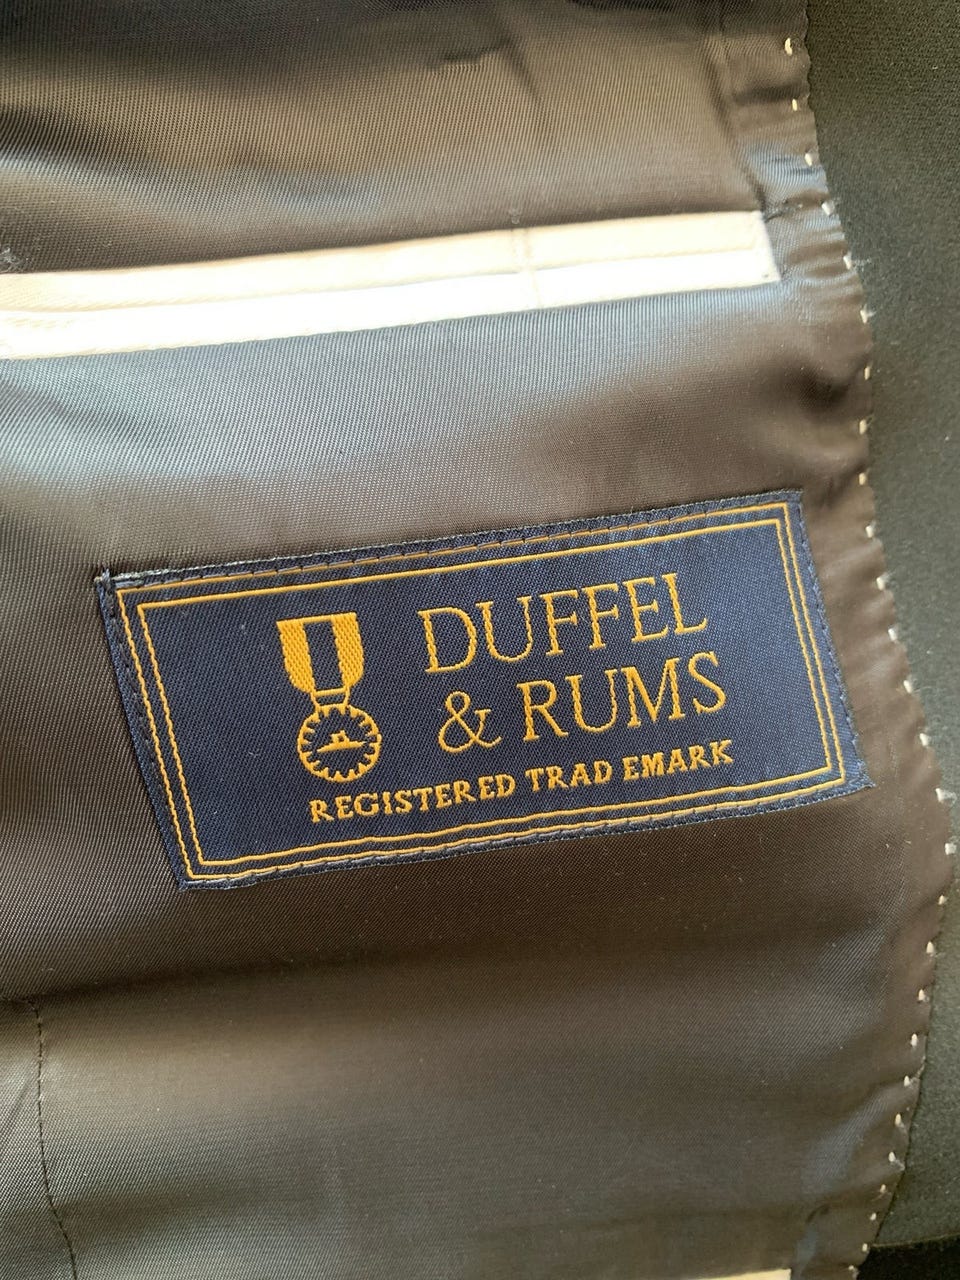 DUFFEL
& RUMS
REGISTERED TRAD EMARK